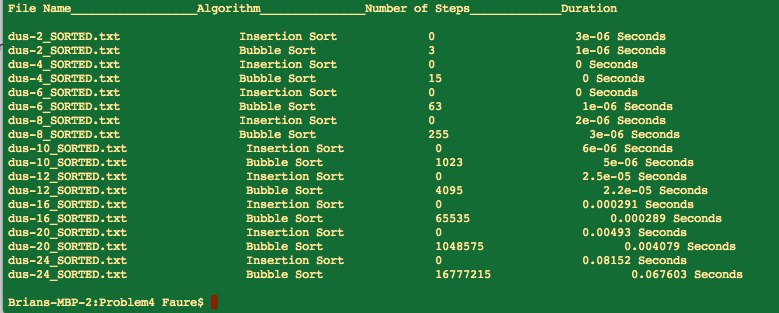 File Name__________________Algorithm_______________Number of Steps_____________Duration
dus-2_SORTED.txt Insertion Sort 0 3e-06 Seconds
dus-2_SORTED.txt Bubble Sort 3 1e-06 Seconds
dus-4_SORTED.txt Insertion Sort 0 0 Seconds
dus-4_SORTED.txt Bubble Sort 15 0 Seconds
dus-6_SORTED.txt Insertion Sort 0 0 Seconds
dus-6_SORTED.txt Bubble Sort 63 1e-06 Seconds
dus-8_SORTED.txt Insertion Sort 0 2e-06 Seconds
dus-8_SORTED.txt Bubble Sort 255 3e-06 Seconds
dus-10_SORTED.txt Insertion Sort 0 6e-06 Seconds
dus-10_SORTED.txt Bubble Sort 1023 5e-06 Seconds
dus-12_SORTED.txt Insertion Sort 0 2.5e-05 Seconds
dus-12_SORTED.txt Bubble Sort 4095 2.2e-05 Seconds
dus-16_SORTED.txt Insertion Sort 0 0.000291 Seconds
dus-16_SORTED.txt Bubble Sort 65535 0.000289 Seconds
dus-20_SORTED.txt Insertion Sort 0 0.00493 Seconds
dus-20_SORTED.txt Bubble Sort 1048575 0.004079 Seconds
dus-24_SORTED.txt Insertion Sort 0 0.08152 Seconds
dus-24_SORTED.txt Bubble Sort 16777215 0.067603 Seconds
Brians-MBP-2:Problem4 Faure$